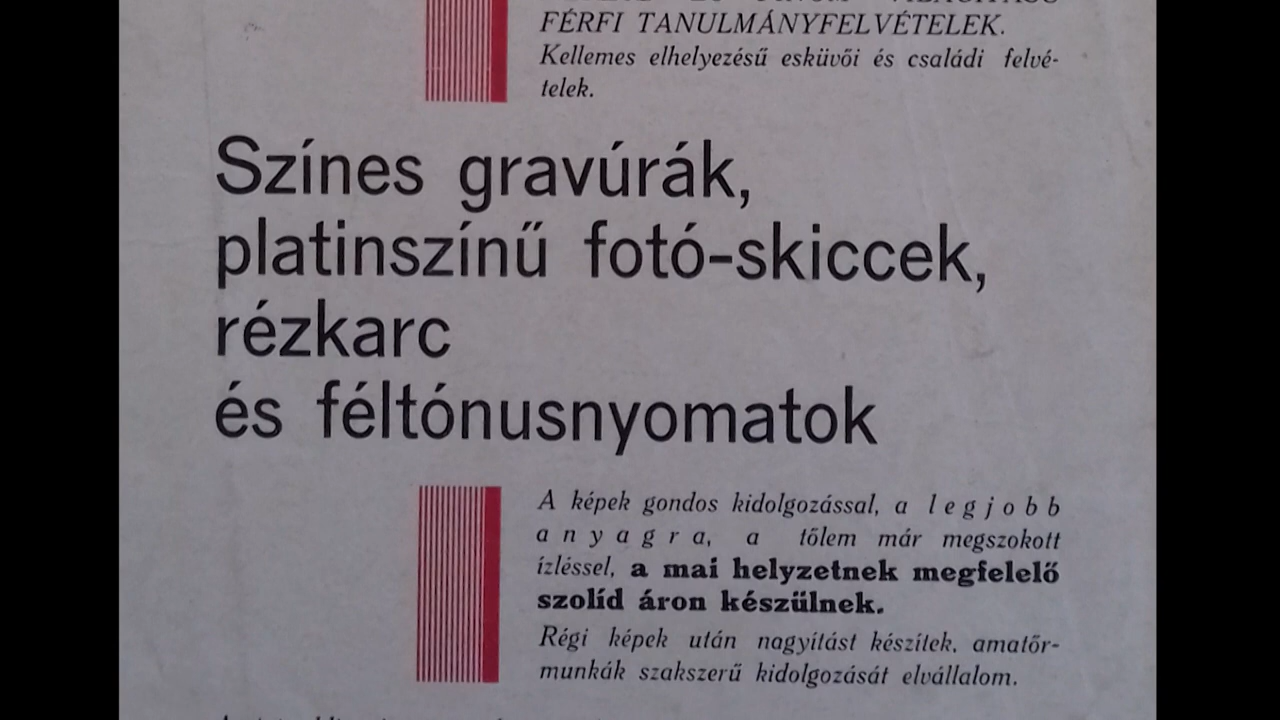 FÉRFI TANULMÁNYFELVÉTELEK.
Kellemes elhelyezésű esküvői és családi felvé-
telek.
Színes gravúrák,
platinszínű fotó-skiccek,
rézkarc
és féltónusnyomatok
A képek gondos kidolgozással, a legjobb
anyagra, a tőlem már megszokott
ízléssel, a mai helyzetnek megfelelő
szolíd áron készülnek.
Régi képek után nagyítást készítek, amatőr-
munkák szakszerű kidolgozását elvállalom.